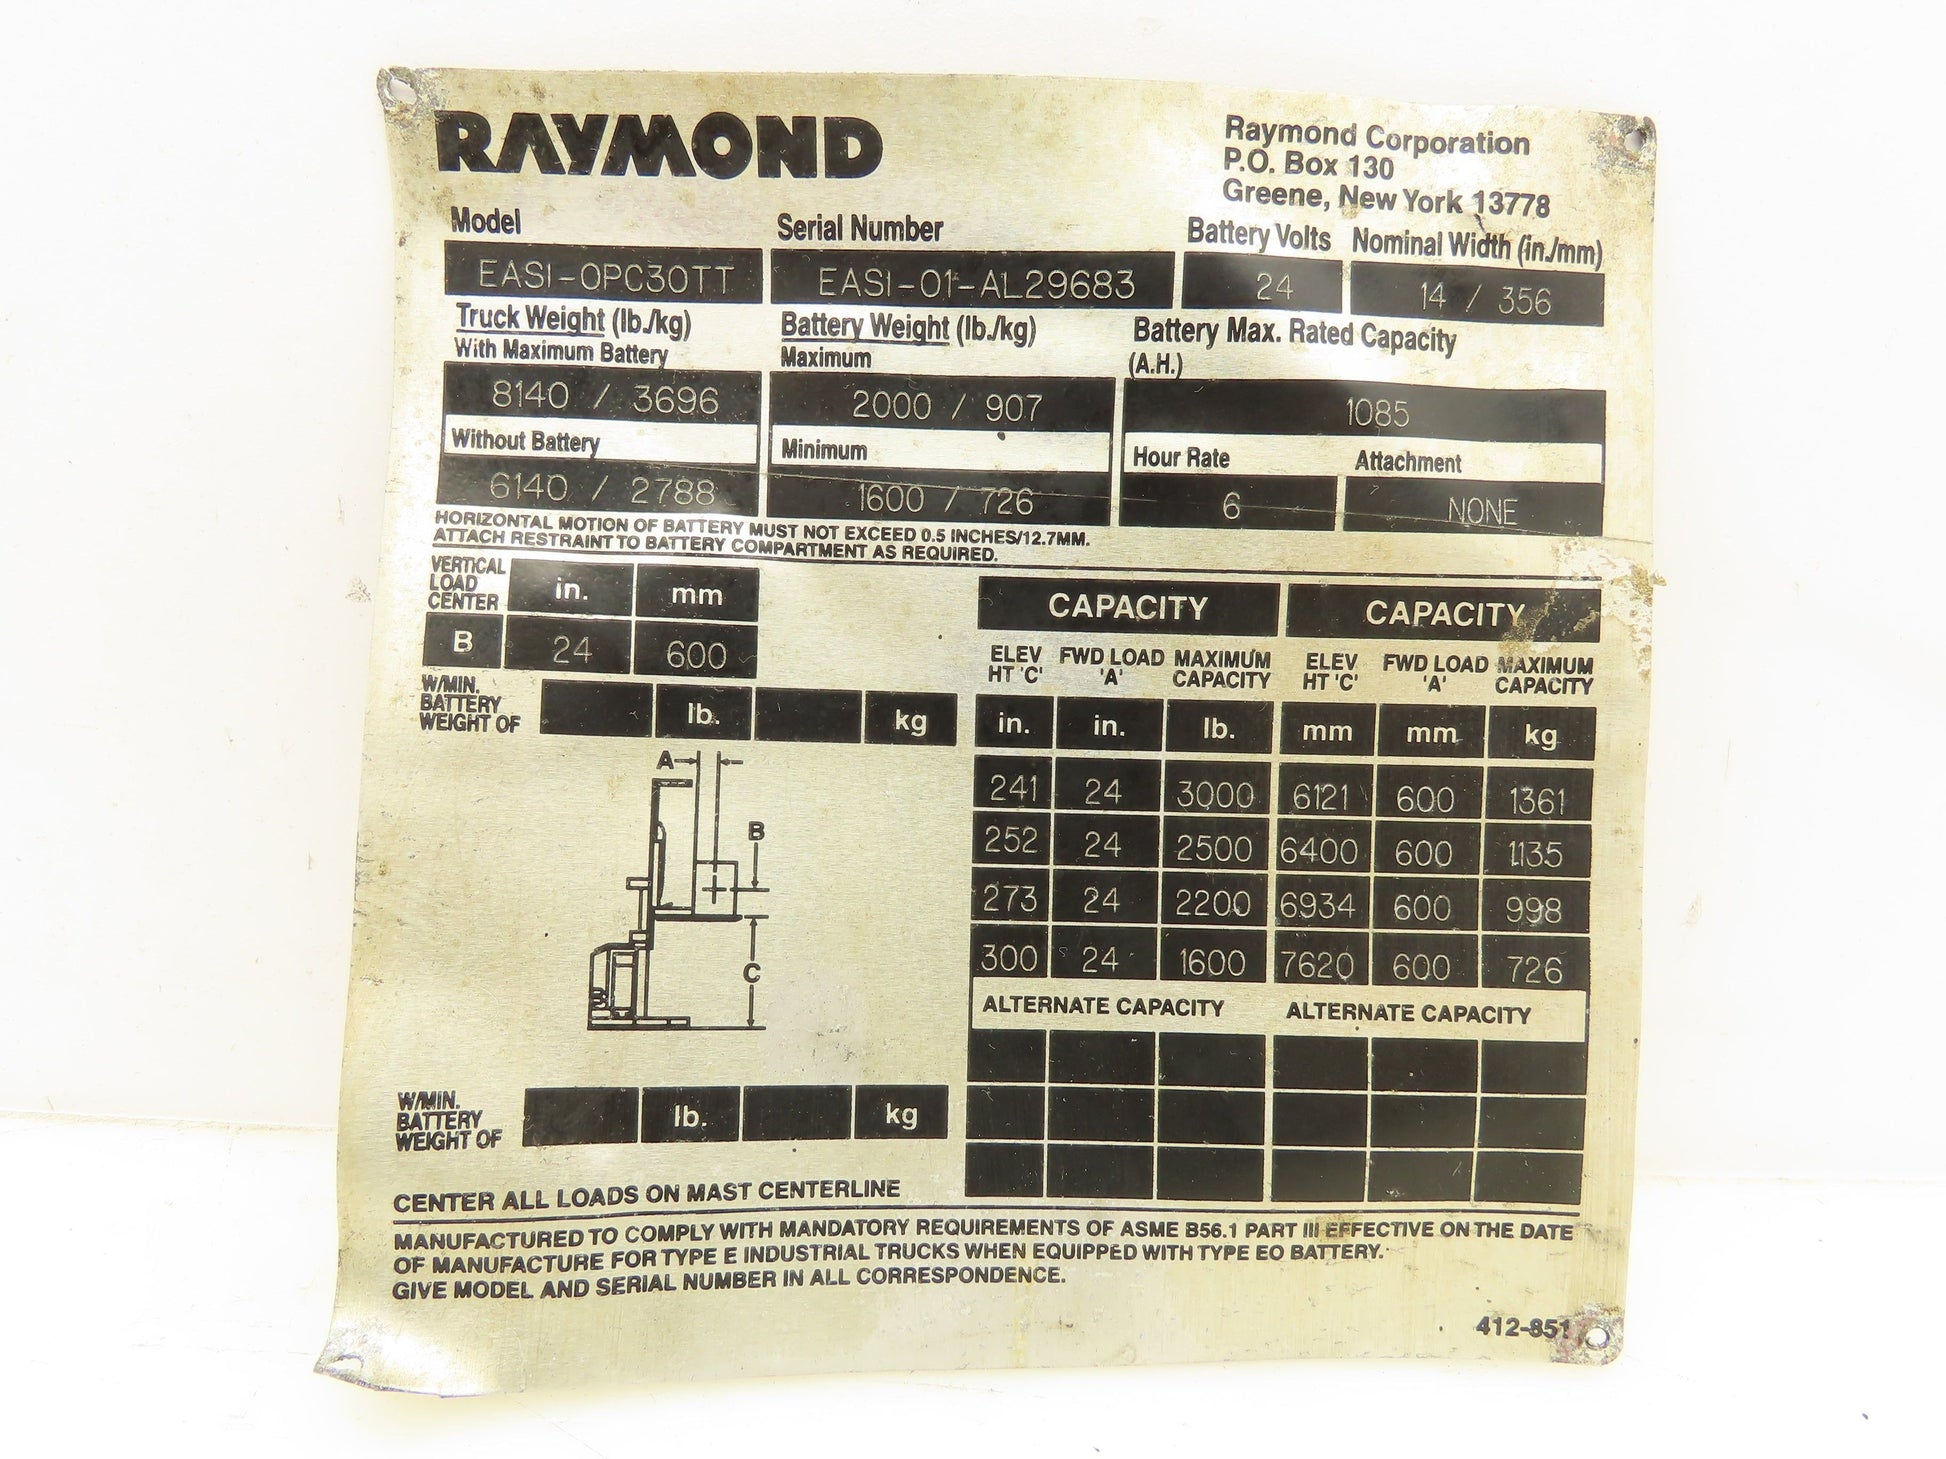 RAYMOND
Raymond Corporation
P.O. Box 130
Greene, New York 13778
Model Serial Number Battery Volts Nominal Width (in./mm)
EASI-OPC30TT EASI-01-AL29683 24 14 / 356
Truck Weight (lb./kg) Battery Weight (lb./kg) Battery Max. Rated Capacity
With Maximum Battery Maximum (A.H.)
8140 / 3696 2000 / 907 1085
Without Battery Minimum Hour Rate Attachment
6140 / 2788 1600 / 726 6 NONE
HORIZONTAL MOTION OF BATTERY MUST NOT EXCEED 0.5 INCHES/12.7MM.
ATTACH RESTRAINT TO BATTERY COMPARTMENT AS REQUIRED.
VERTICAL
LOAD
CENTER in. mm
B 24 600
W/MIN.
BATTERY
WEIGHT OF lb. kg
A
B
C
W/MIN.
BATTERY
WEIGHT OF lb. kg
CAPACITY CAPACITY
ELEV FWD LOAD MAXIMUM ELEV FWD LOAD MAXIMUM
HT 'C' 'A' CAPACITY HT 'C' 'A' CAPACITY
in. in. lb. mm mm kg
241 24 3000 6121 600 1361
252 24 2500 6400 600 1135
273 24 2200 6934 600 998
300 24 1600 7620 600 726
ALTERNATE CAPACITY ALTERNATE CAPACITY
CENTER ALL LOADS ON MAST CENTERLINE
MANUFACTURED TO COMPLY WITH MANDATORY REQUIREMENTS OF ASME B56.1 PART III EFFECTIVE ON THE DATE
OF MANUFACTURE FOR TYPE E INDUSTRIAL TRUCKS WHEN EQUIPPED WITH TYPE EO BATTERY.
GIVE MODEL AND SERIAL NUMBER IN ALL CORRESPONDENCE.
412-851